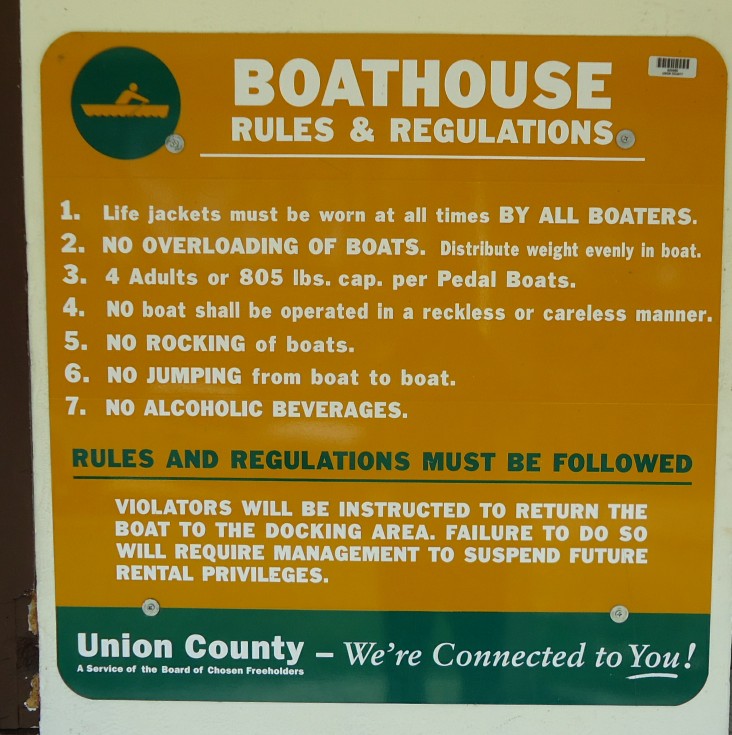 BOATHOUSE
RULES & REGULATIONS
1. Life jackets must be worn at all times BY ALL BOATERS.
2. NO OVERLOADING OF BOATS. Distribute weight evenly in boat.
3. 4 Adults or 805 lbs. cap. per Pedal Boats.
4. NO boat shall be operated in a reckless or careless manner.
5. NO ROCKING of boats.
6. NO JUMPING from boat to boat.
7. NO ALCOHOLIC BEVERAGES.
RULES AND REGULATIONS MUST BE FOLLOWED
VIOLATORS WILL BE INSTRUCTED TO RETURN THE
BOAT TO THE DOCKING AREA. FAILURE TO DO SO
WILL REQUIRE MANAGEMENT TO SUSPEND FUTURE
RENTAL PRIVILEGES.
Union County – We're Connected to You!
A Service of the Board of Chosen Freeholders